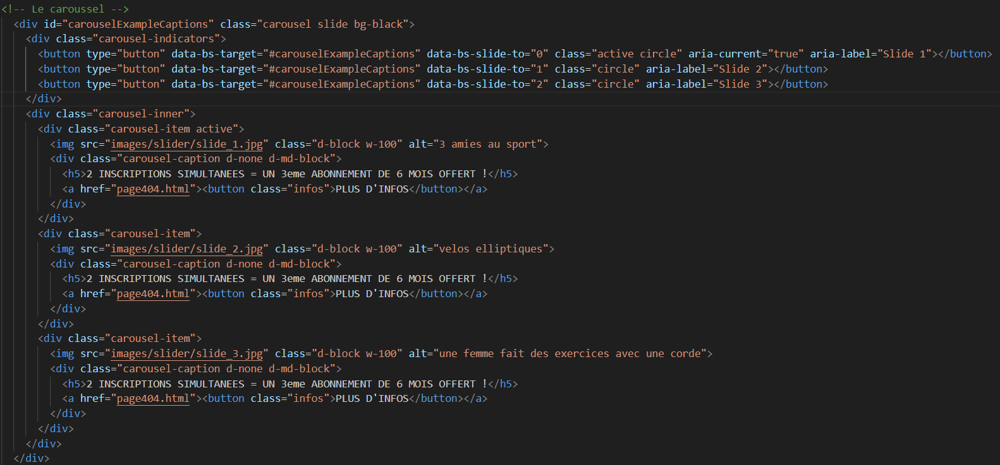 <!-- Le caroussel -->
<div id="carouselExampleCaptions" class="carousel slide bg-black">
<div class="carousel-indicators">
<button type="button" data-bs-target="#carouselExampleCaptions" data-bs-slide-to="0" class="active circle" aria-current="true" aria-label="Slide 1"></button>
<button type="button" data-bs-target="#carouselExampleCaptions" data-bs-slide-to="1" class="circle" aria-label="Slide 2"></button>
<button type="button" data-bs-target="#carouselExampleCaptions" data-bs-slide-to="2" class="circle" aria-label="Slide 3"></button>
</div>
<div class="carousel-inner">
<div class="carousel-item active">
<img src="images/slider/slide_1.jpg" class="d-block w-100" alt="3 amies au sport">
<div class="carousel-caption d-none d-md-block">
<h5>2 INSCRIPTIONS SIMULTANEES = UN 3eme ABONNEMENT DE 6 MOIS OFFERT !</h5>
<a href="page404.html"><button class="infos">PLUS D'INFOS</button></a>
</div>
</div>
<div class="carousel-item">
<img src="images/slider/slide_2.jpg" class="d-block w-100" alt="velos elliptiques">
<div class="carousel-caption d-none d-md-block">
<h5>2 INSCRIPTIONS SIMULTANEES = UN 3eme ABONNEMENT DE 6 MOIS OFFERT !</h5>
<a href="page404.html"><button class="infos">PLUS D'INFOS</button></a>
</div>
</div>
<div class="carousel-item">
<img src="images/slider/slide_3.jpg" class="d-block w-100" alt="une femme fait des exercices avec une corde">
<div class="carousel-caption d-none d-md-block">
<h5>2 INSCRIPTIONS SIMULTANEES = UN 3eme ABONNEMENT DE 6 MOIS OFFERT !</h5>
<a href="page404.html"><button class="infos">PLUS D'INFOS</button></a>
</div>
</div>
</div>
</div>